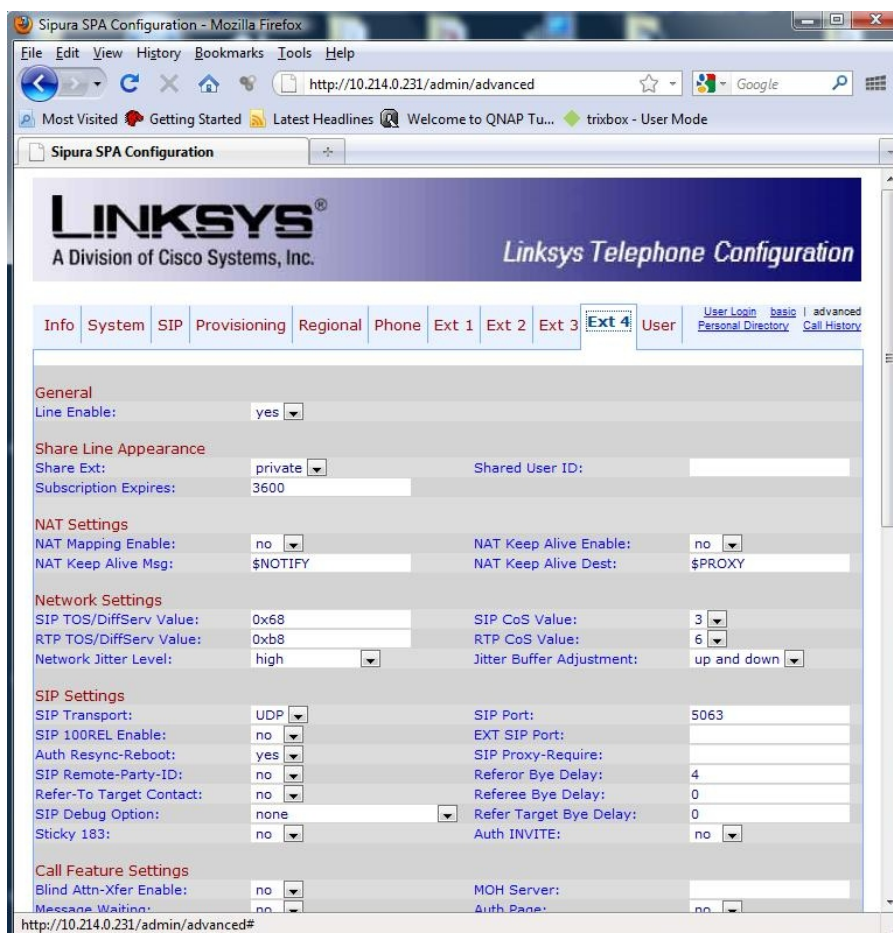 Sipura SPA Configuration - Mozilla Firefox
File Edit View History Bookmarks Tools Help
http://10.214.0.231/admin/advanced
Google
Most Visited Getting Started Latest Headlines Welcome to QNAP Tu... trixbox - User Mode
Sipura SPA Configuration
LINKSYS®
A Division of Cisco Systems, Inc.
Linksys Telephone Configuration
Info System SIP Provisioning Regional Phone Ext 1 Ext 2 Ext 3 Ext 4 User
User Login basic | advanced
Personal Directory Call History
General
Line Enable: yes
Share Line Appearance
Share Ext: private Shared User ID:
Subscription Expires: 3600
NAT Settings
NAT Mapping Enable: no NAT Keep Alive Enable: no
NAT Keep Alive Msg: $NOTIFY NAT Keep Alive Dest: $PROXY
Network Settings
SIP TOS/DiffServ Value: 0x68 SIP CoS Value: 3
RTP TOS/DiffServ Value: 0xb8 RTP CoS Value: 6
Network Jitter Level: high Jitter Buffer Adjustment: up and down
SIP Settings
SIP Transport: UDP SIP Port: 5063
SIP 100REL Enable: no EXT SIP Port:
Auth Resync-Reboot: yes SIP Proxy-Require:
SIP Remote-Party-ID: no Referor Bye Delay: 4
Refer-To Target Contact: no Referee Bye Delay: 0
SIP Debug Option: none Refer Target Bye Delay: 0
Sticky 183: no Auth INVITE: no
Call Feature Settings
Blind Attn-Xfer Enable: no MOH Server:
Message Waiting: no Auth Page: no
http://10.214.0.231/admin/advanced#